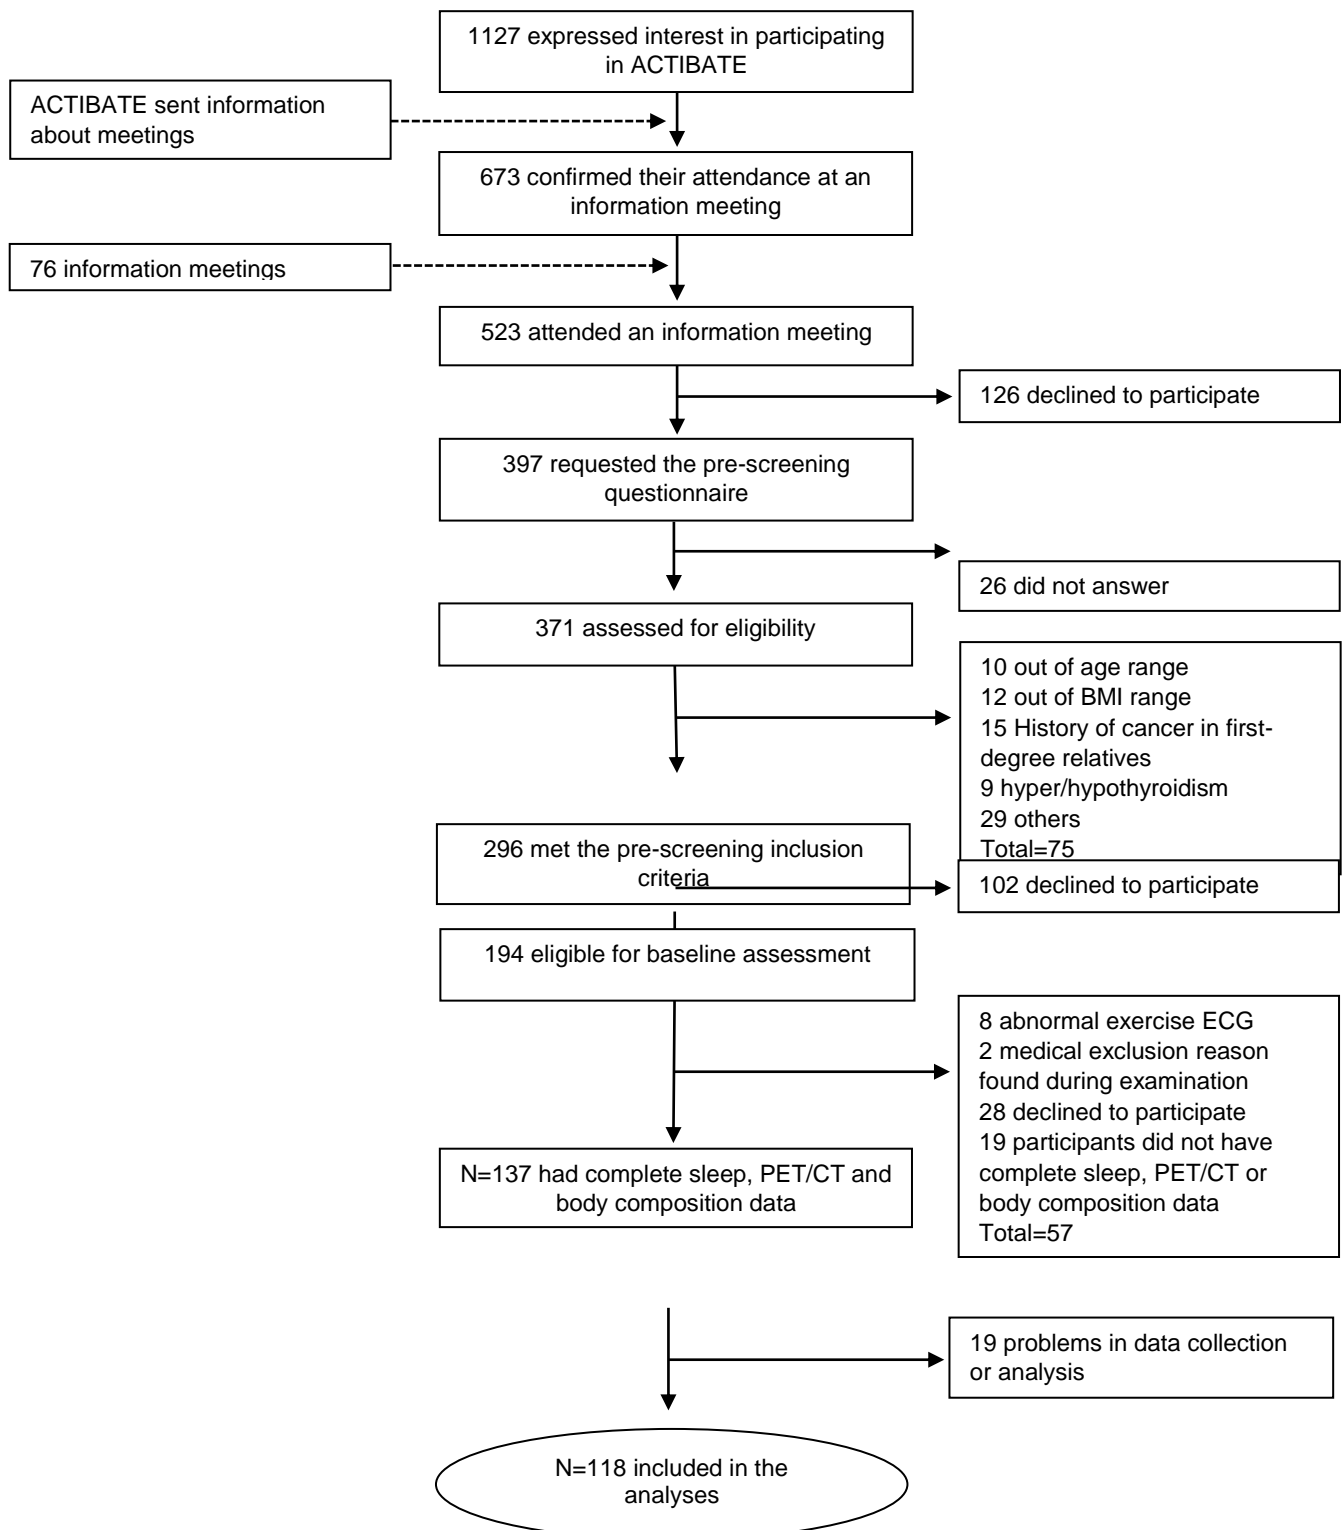 1127 expressed interest in participating
in ACTIBATE
ACTIBATE sent information
about meetings
673 confirmed their attendance at an
information meeting
76 information meetings
523 attended an information meeting
126 declined to participate
397 requested the pre-screening
questionnaire
26 did not answer
371 assessed for eligibility
10 out of age range
12 out of BMI range
15 History of cancer in first-
degree relatives
9 hyper/hypothyroidism
29 others
Total=75
296 met the pre-screening inclusion
criteria
102 declined to participate
194 eligible for baseline assessment
8 abnormal exercise ECG
2 medical exclusion reason
found during examination
28 declined to participate
19 participants did not have
complete sleep, PET/CT or
body composition data
Total=57
N=137 had complete sleep, PET/CT and
body composition data
19 problems in data collection
or analysis
N=118 included in the
analyses